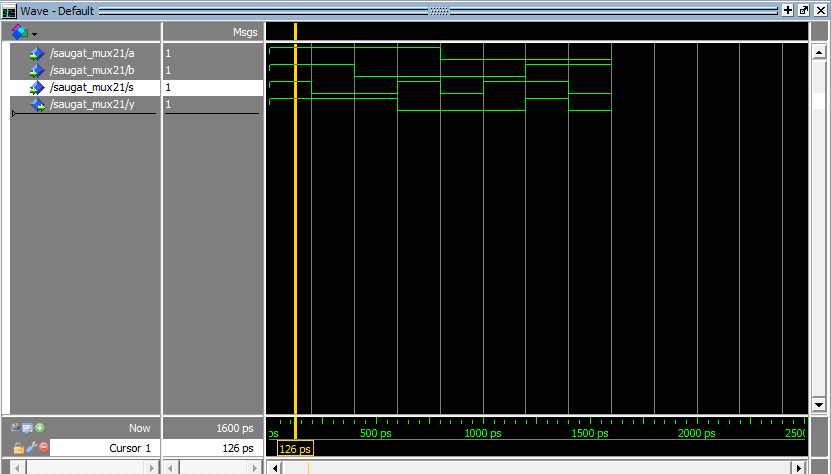 Wave - Default
Msgs
/saugat_mux21/a 1
/saugat_mux21/b 1
/saugat_mux21/s 1
/saugat_mux21/y 1
Now 1600 ps ps 500 ps 1000 ps 1500 ps 2000 ps 2500
Cursor 1 126 ps 126 ps